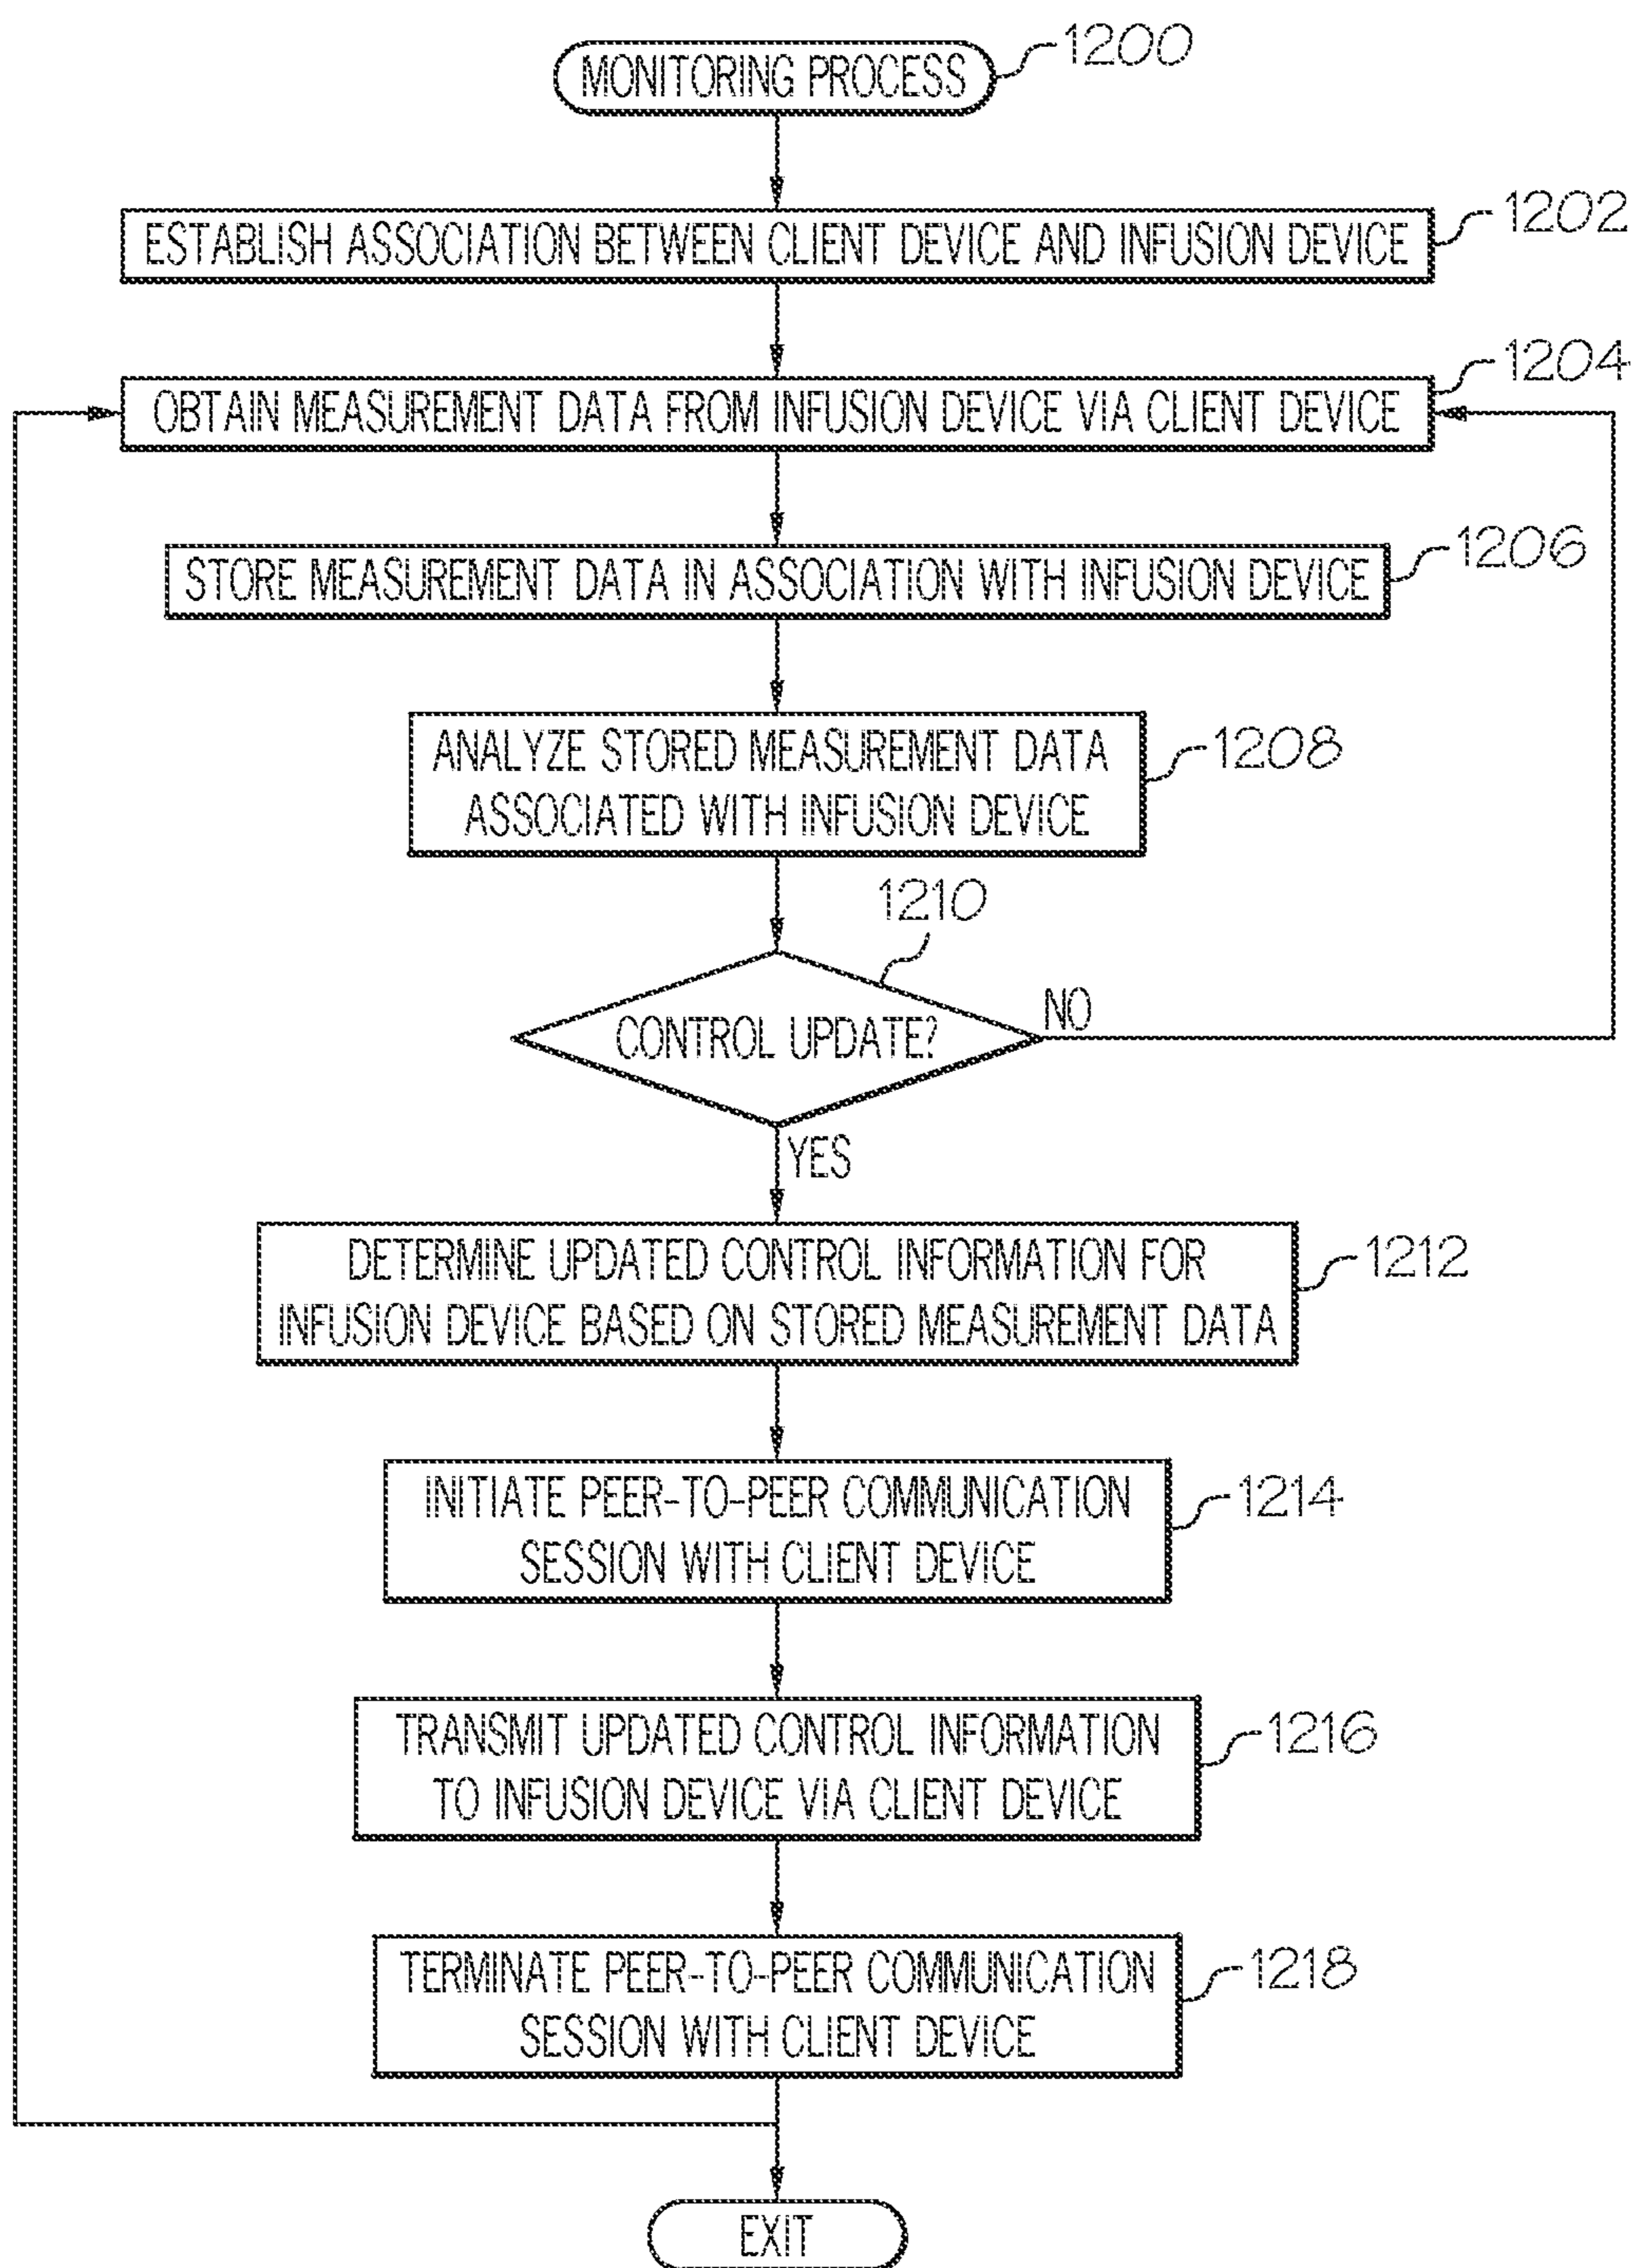 MONITORING PROCESS
1200
ESTABLISH ASSOCIATION BETWEEN CLIENT DEVICE AND INFUSION DEVICE
1202
OBTAIN MEASUREMENT DATA FROM INFUSION DEVICE VIA CLIENT DEVICE
1204
STORE MEASUREMENT DATA IN ASSOCIATION WITH INFUSION DEVICE
1206
ANALYZE STORED MEASUREMENT DATA
ASSOCIATED WITH INFUSION DEVICE
1208
1210
CONTROL UPDATE?
NO
YES
DETERMINE UPDATED CONTROL INFORMATION FOR
INFUSION DEVICE BASED ON STORED MEASUREMENT DATA
1212
INITIATE PEER-TO-PEER COMMUNICATION
SESSION WITH CLIENT DEVICE
1214
TRANSMIT UPDATED CONTROL INFORMATION
TO INFUSION DEVICE VIA CLIENT DEVICE
1216
TERMINATE PEER-TO-PEER COMMUNICATION
SESSION WITH CLIENT DEVICE
1218
EXIT